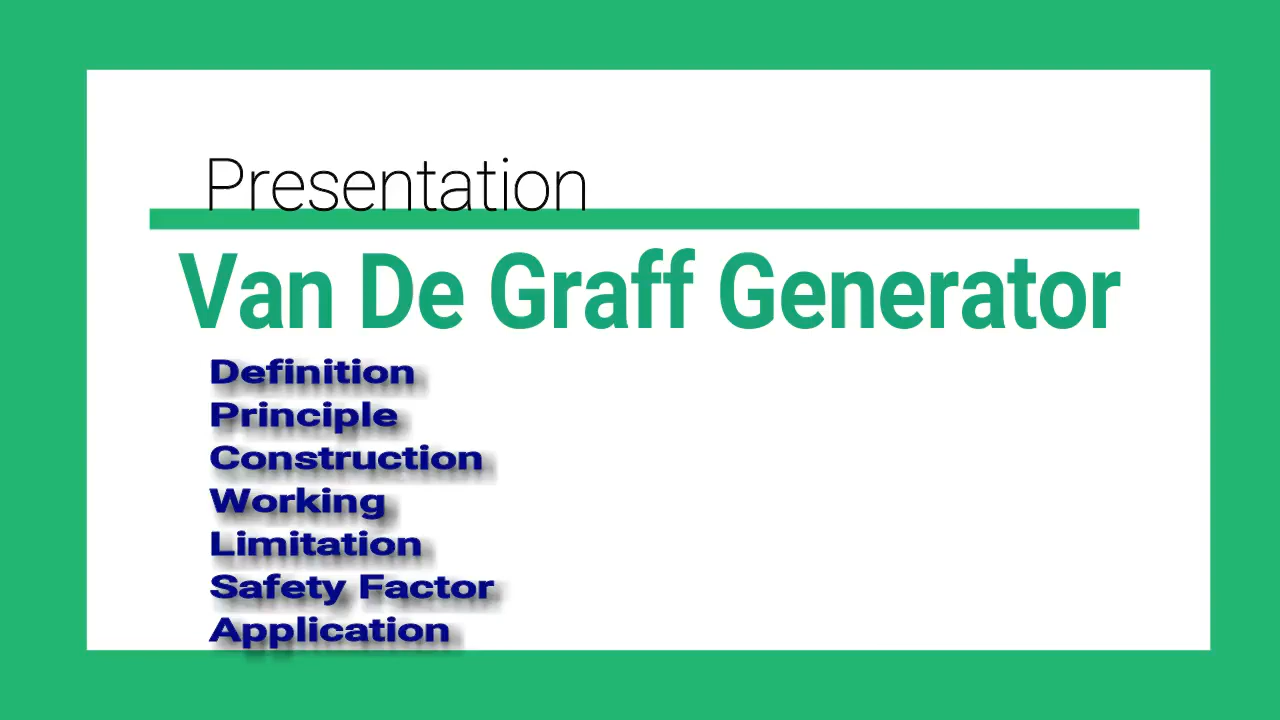 Presentation
Van De Graff Generator
Definition
Principle
Construction
Working
Limitation
Safety Factor
Application